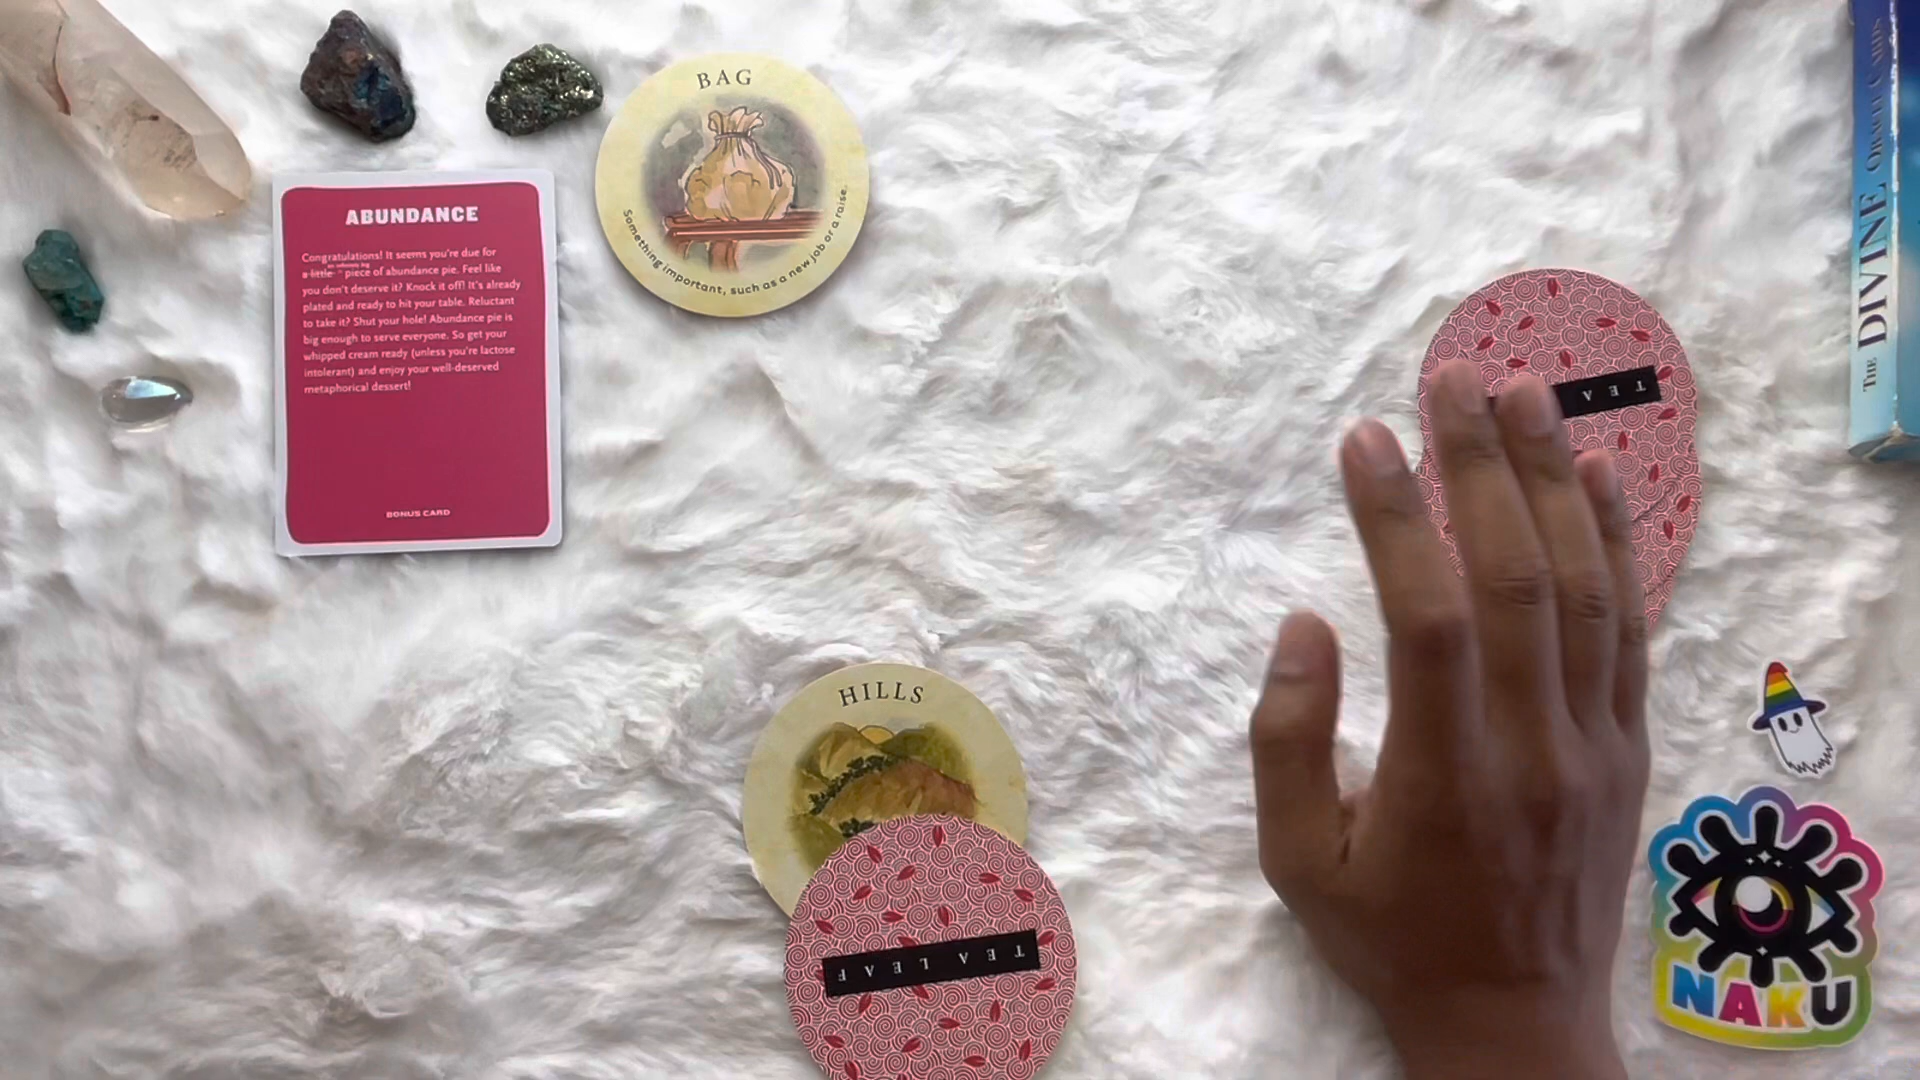 BAG
Something important, such as a new job or a raise.
ABUNDANCE
Congratulations! It seems you're due for
a little piece of abundance pie. Feel like
you don't deserve it? Knock it off! It's already
plated and ready to hit your table. Reluctant
to take it? Shut your hole! Abundance pie is
big enough to serve everyone. So get your
whipped cream ready (unless you're lactose
intolerant) and enjoy your well-deserved
metaphorical dessert!
BONUS CARD
THE DIVINE ORACLE CARDS
TEA
HILLS
TEA LEAF
NAKU